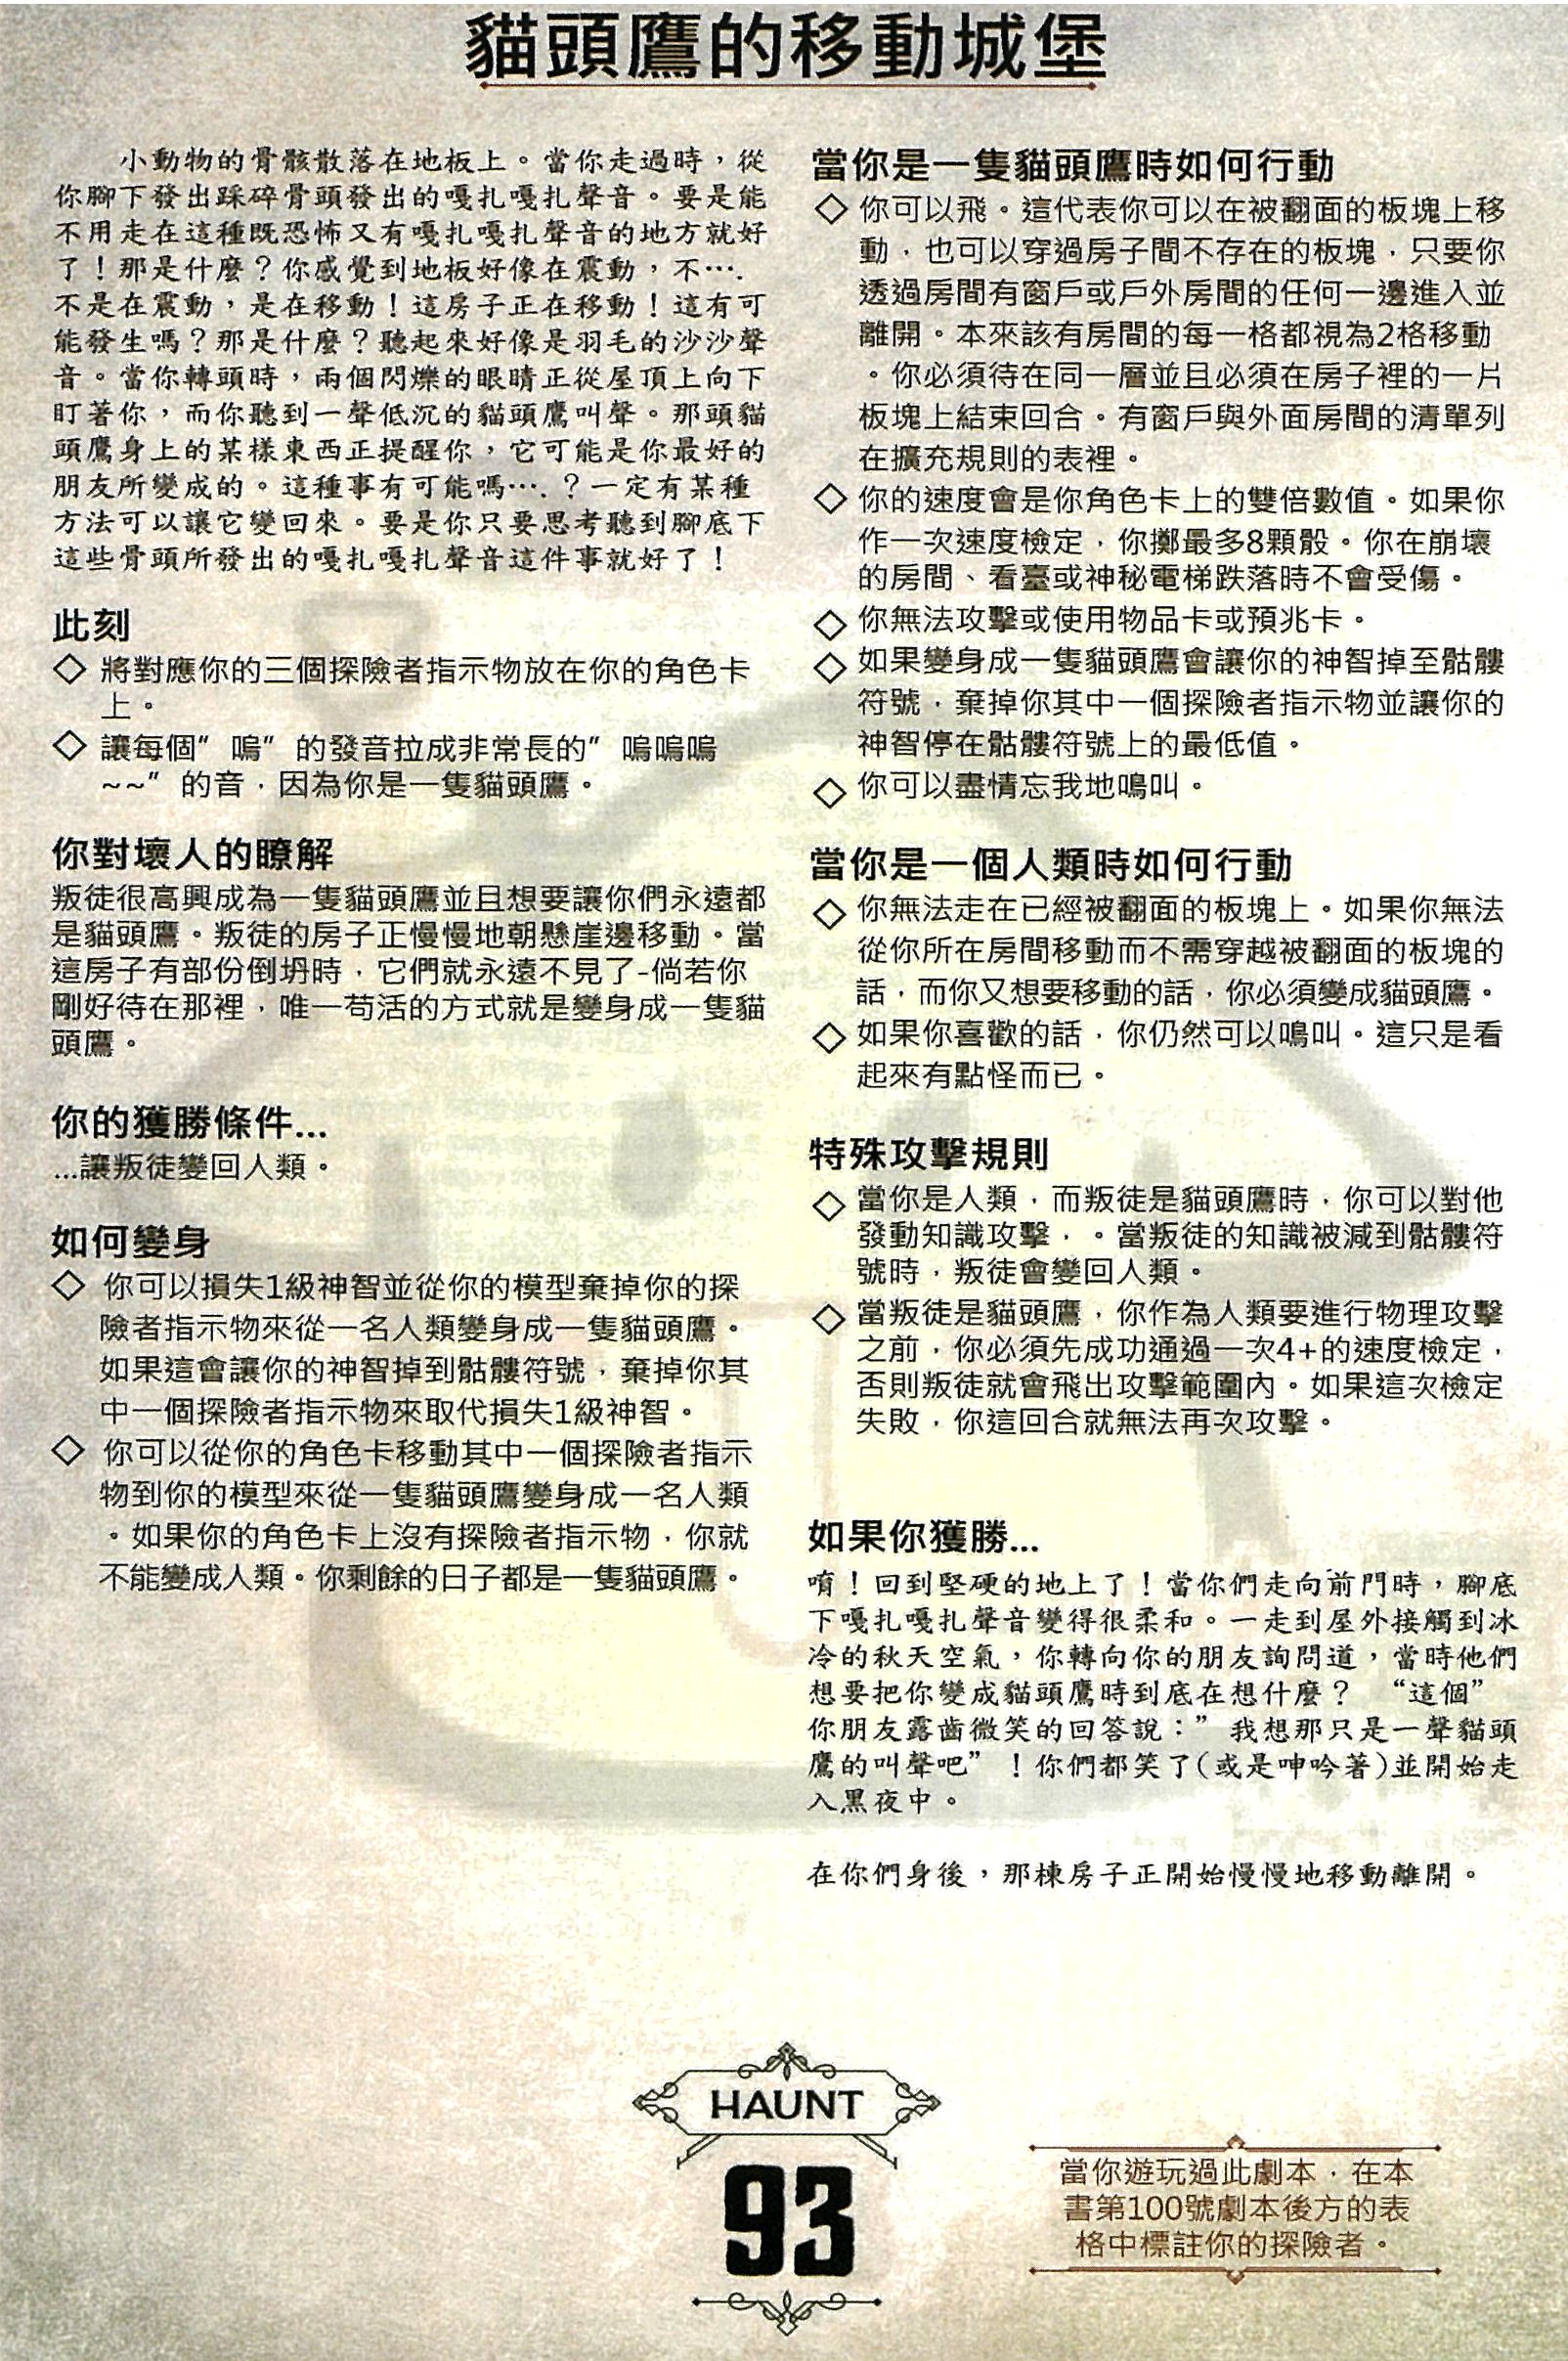 貓頭鷹的移動城堡
小動物的骨骸散落在地板上。當你走過時，從
你腳下發出踩碎骨頭發出的嘎扎嘎扎聲音。要是能
不用走在這種既恐怖又有嘎扎嘎扎聲音的地方就好
了！那是什麼？你感覺到地板好像在震動，不….
不是在震動，是在移動！這房子正在移動！這有可
能發生嗎？那是什麼？聽起來好像是羽毛的沙沙聲
音。當你轉頭時，兩個閃爍的眼睛正從屋頂上向下
盯著你，而你聽到一聲低沉的貓頭鷹叫聲。那頭貓
頭鷹身上的某樣東西正提醒你，它可能是你最好的
朋友所變成的。這種事有可能嗎….？一定有某種
方法可以讓它變回來。要是你只要思考聽到腳底下
這些骨頭所發出的嘎扎嘎扎聲音這件事就好了！
此刻
◇ 將對應你的三個探險者指示物放在你的角色卡
上。
◇ 讓每個”嗚”的發音拉成非常長的”嗚嗚嗚
~~”的音，因為你是一隻貓頭鷹。
你對壞人的瞭解
叛徒很高興成為一隻貓頭鷹並且想要讓你們永遠都
是貓頭鷹。叛徒的房子正慢慢地朝懸崖邊移動。當
這房子有部份倒坍時，它們就永遠不見了-倘若你
剛好待在那裡，唯一苟活的方式就是變身成一隻貓
頭鷹。
你的獲勝條件...
...讓叛徒變回人類。
如何變身
◇ 你可以損失1級神智並從你的模型棄掉你的探
險者指示物來從一名人類變身成一隻貓頭鷹。
如果這會讓你的神智掉到骷髏符號，棄掉你其
中一個探險者指示物來取代損失1級神智。
◇ 你可以從你的角色卡移動其中一個探險者指示
物到你的模型來從一隻貓頭鷹變身成一名人類
。如果你的角色卡上沒有探險者指示物，你就
不能變成人類。你剩餘的日子都是一隻貓頭鷹。
當你是一隻貓頭鷹時如何行動
◇ 你可以飛。這代表你可以在被翻面的板塊上移
動，也可以穿過房子間不存在的板塊，只要你
透過房間有窗戶或戶外房間的任何一邊進入並
離開。本來該有房間的每一格都視為2格移動
。你必須待在同一層並且必須在房子裡的一片
板塊上結束回合。有窗戶與外面房間的清單列
在擴充規則的表裡。
◇ 你的速度會是你角色卡上的雙倍數值。如果你
作一次速度檢定，你擲最多8顆骰。你在崩壞
的房間、看臺或神秘電梯跌落時不會受傷。
◇ 你無法攻擊或使用物品卡或預兆卡。
◇ 如果變身成一隻貓頭鷹會讓你的神智掉至骷髏
符號，棄掉你其中一個探險者指示物並讓你的
神智停在骷髏符號上的最低值。
◇ 你可以盡情忘我地鳴叫。
當你是一個人類時如何行動
◇ 你無法走在已經被翻面的板塊上。如果你無法
從你所在房間移動而不需穿越被翻面的板塊的
話，而你又想要移動的話，你必須變成貓頭鷹。
◇ 如果你喜歡的話，你仍然可以鳴叫。這只是看
起來有點怪而已。
特殊攻擊規則
◇ 當你是人類，而叛徒是貓頭鷹時，你可以對他
發動知識攻擊，。當叛徒的知識被減到骷髏符
號時，叛徒會變回人類。
◇ 當叛徒是貓頭鷹，你作為人類要進行物理攻擊
之前，你必須先成功通過一次4+的速度檢定，
否則叛徒就會飛出攻擊範圍內。如果這次檢定
失敗，你這回合就無法再次攻擊。
如果你獲勝...
唷！回到堅硬的地上了！當你們走向前門時，腳底
下嘎扎嘎扎聲音變得很柔和。一走到屋外接觸到冰
冷的秋天空氣，你轉向你的朋友詢問道，當時他們
想要把你變成貓頭鷹時到底在想什麼？ “這個”
你朋友露齒微笑的回答說：”我想那只是一聲貓頭
鷹的叫聲吧”！你們都笑了(或是呻吟著)並開始走
入黑夜中。
在你們身後，那棟房子正開始慢慢地移動離開。
HAUNT
93
當你遊玩過此劇本，在本
書第100號劇本後方的表
格中標註你的探險者。